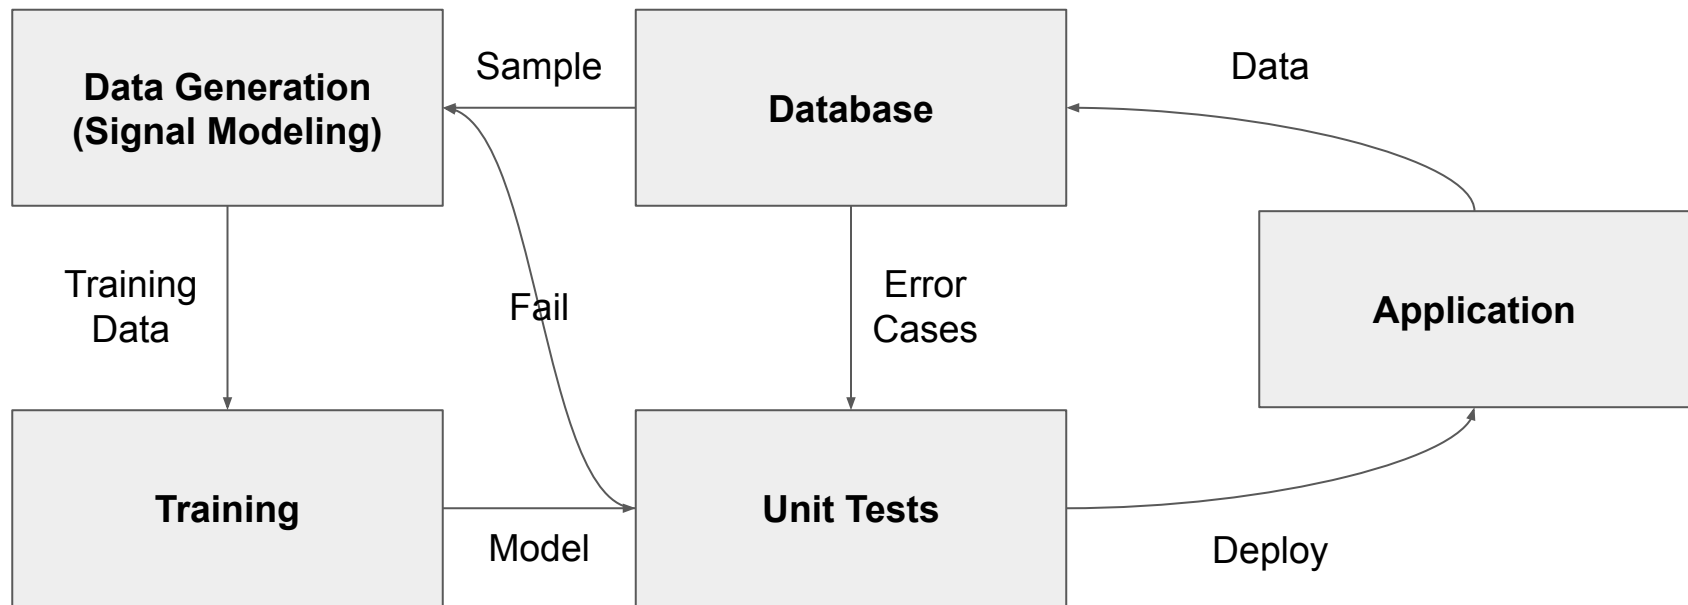 Data Generation
(Signal Modeling)
Sample
Database
Data
Training
Data
Fail
Error
Cases
Application
Training
Model
Unit Tests
Deploy